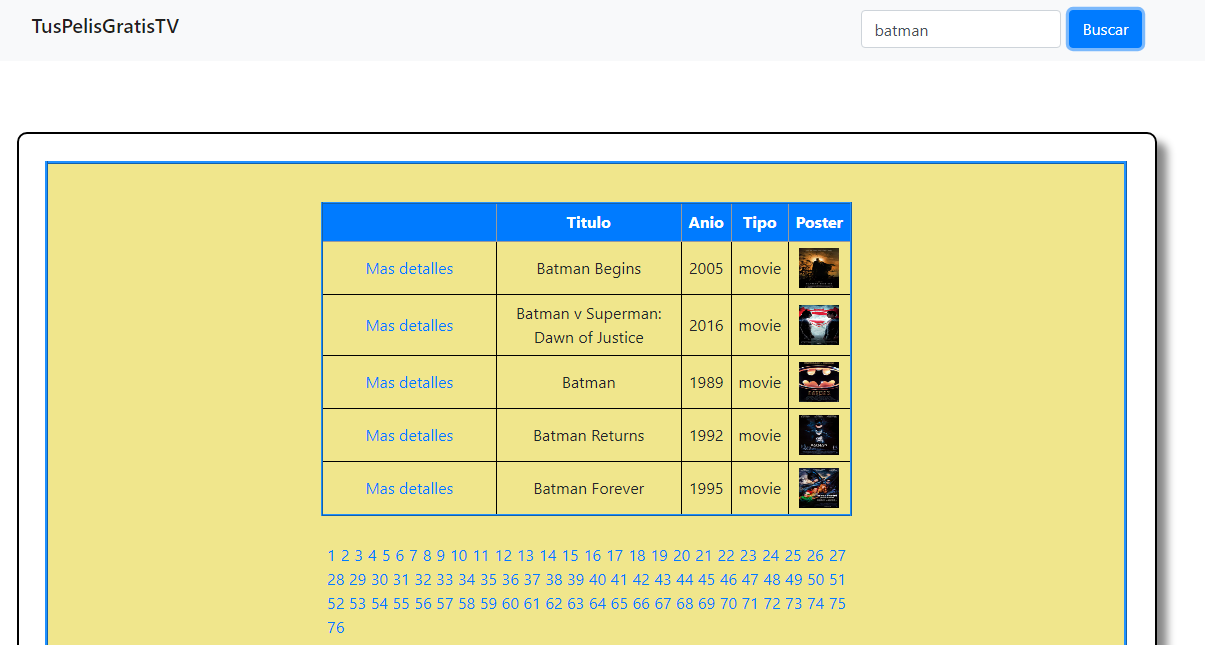 TusPelisGratisTV
batman
Buscar
Titulo Anio Tipo Poster
Mas detalles Batman Begins 2005 movie
Mas detalles Batman v Superman: Dawn of Justice 2016 movie
Mas detalles Batman 1989 movie
Mas detalles Batman Returns 1992 movie
Mas detalles Batman Forever 1995 movie
1 2 3 4 5 6 7 8 9 10 11 12 13 14 15 16 17 18 19 20 21 22 23 24 25 26 27
28 29 30 31 32 33 34 35 36 37 38 39 40 41 42 43 44 45 46 47 48 49 50 51
52 53 54 55 56 57 58 59 60 61 62 63 64 65 66 67 68 69 70 71 72 73 74 75
76